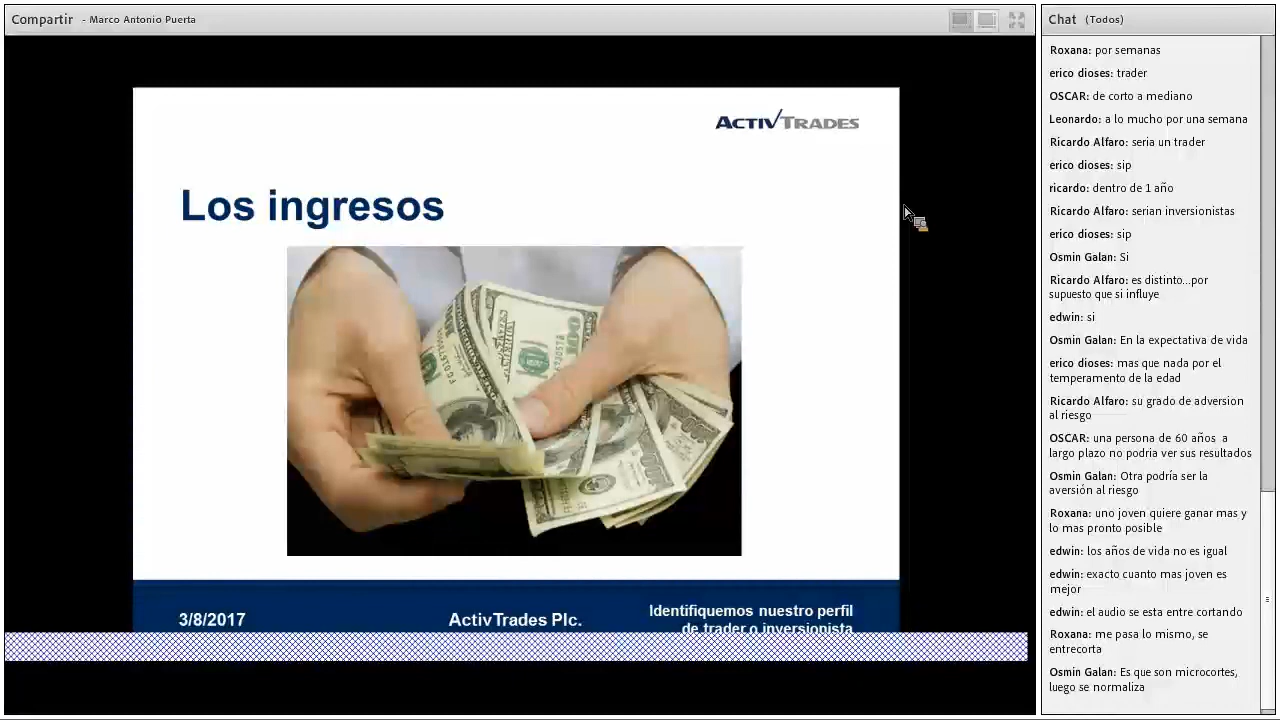 Compartir - Marco Antonio Puerta
ACTIVTRADES
Los ingresos
3/8/2017
ActivTrades Plc.
Identifiquemos nuestro perfil
de trader o inversionista
Chat (Todos)
Roxana: por semanas
erico dioses: trader
OSCAR: de corto a mediano
Leonardo: a lo mucho por una semana
Ricardo Alfaro: seria un trader
erico dioses: sip
ricardo: dentro de 1 año
Ricardo Alfaro: serian inversionistas
erico dioses: sip
Osmin Galan: Si
Ricardo Alfaro: es distinto...por
supuesto que si influye
edwin: si
Osmin Galan: En la expectativa de vida
erico dioses: mas que nada por el
temperamento de la edad
Ricardo Alfaro: su grado de adversion
al riesgo
OSCAR: una persona de 60 años a
largo plazo no podria ver sus resultados
Osmin Galan: Otra podría ser la
aversión al riesgo
Roxana: uno joven quiere ganar mas y
lo mas pronto posible
edwin: los años de vida no es igual
edwin: exacto cuanto mas joven es
mejor
edwin: el audio se esta entre cortando
Roxana: me pasa lo mismo, se
entrecorta
Osmin Galan: Es que son microcortes,
luego se normaliza